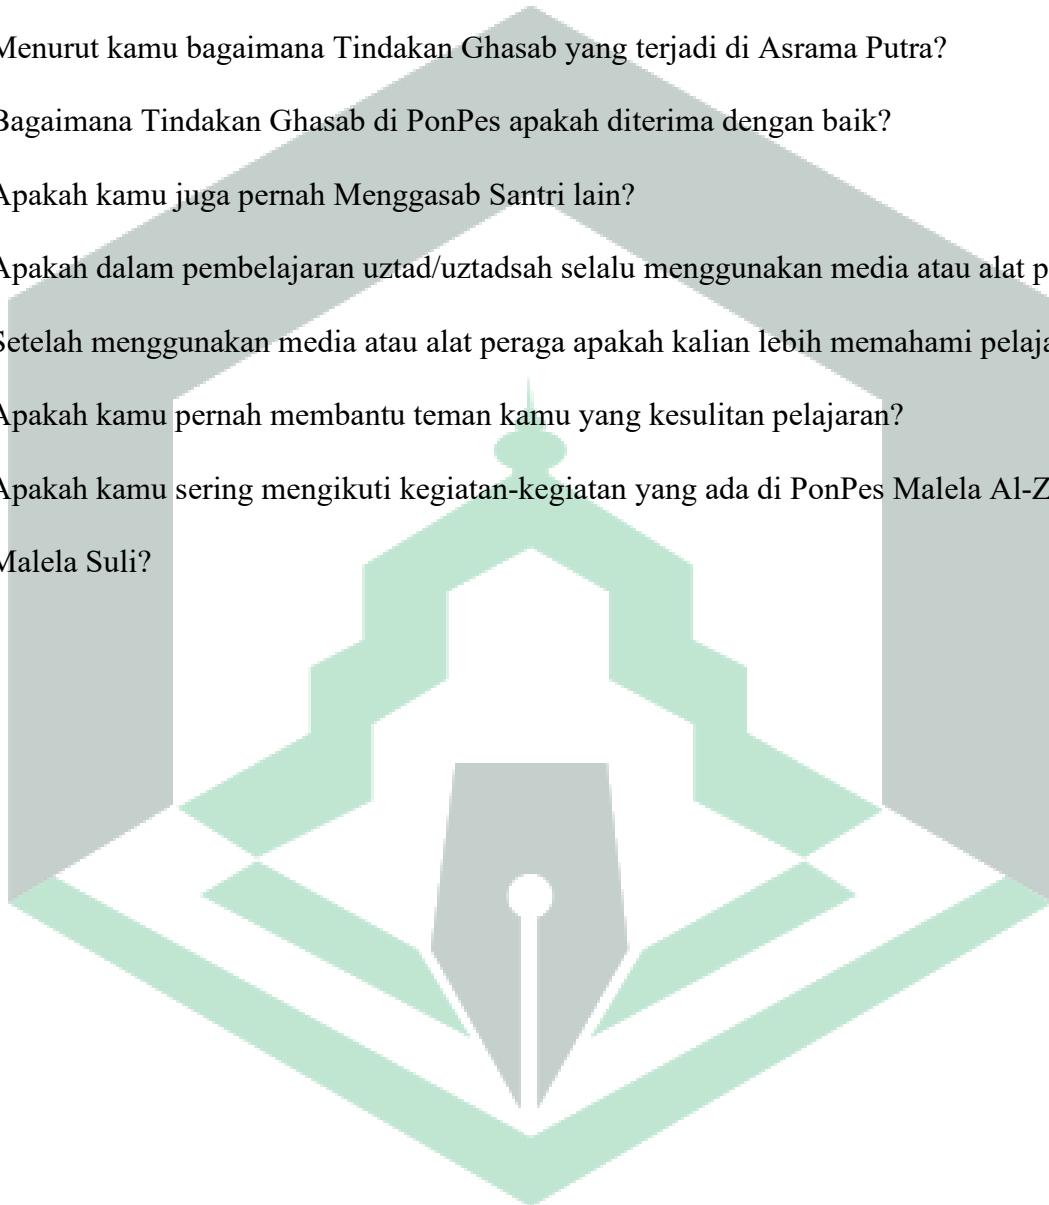 Menurut kamu bagaimana Tindakan Ghasab yang terjadi di Asrama Putra?
Bagaimana Tindakan Ghasab di PonPes apakah diterima dengan baik?
Apakah kamu juga pernah Menggasab Santri lain?
Apakah dalam pembelajaran uztad/uztadsah selalu menggunakan media atau alat p
Setelah menggunakan media atau alat peraga apakah kalian lebih memahami pelaja
Apakah kamu pernah membantu teman kamu yang kesulitan pelajaran?
Apakah kamu sering mengikuti kegiatan-kegiatan yang ada di PonPes Malela Al-Z
Malela Suli?